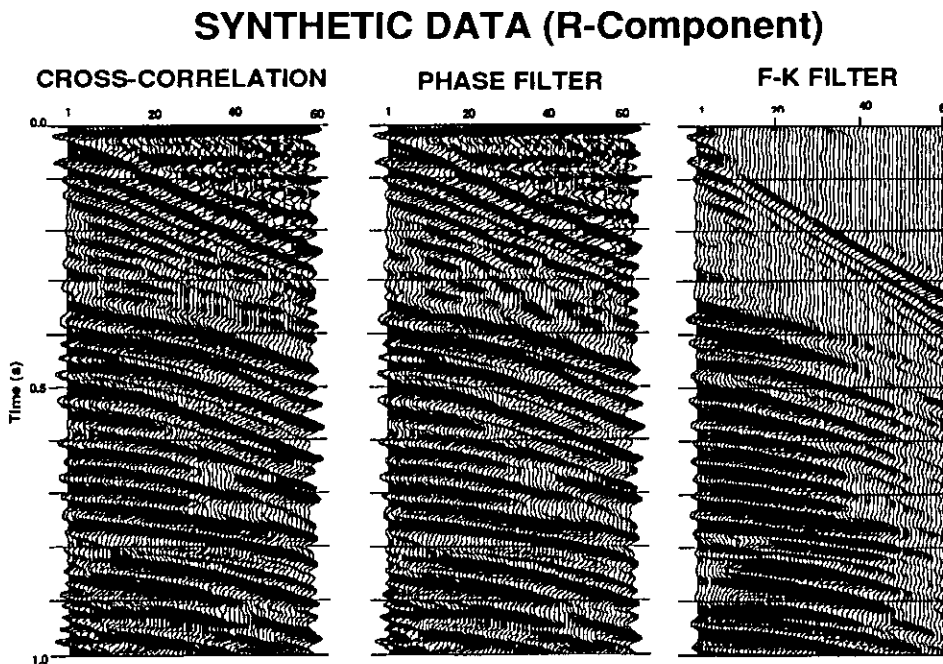 SYNTHETIC DATA (R-Component)
CROSS-CORRELATION PHASE FILTER F-K FILTER
1 20 40 60 1 20 40 60 1 20 40 6
0.0
0.5
Time (s)
1.0